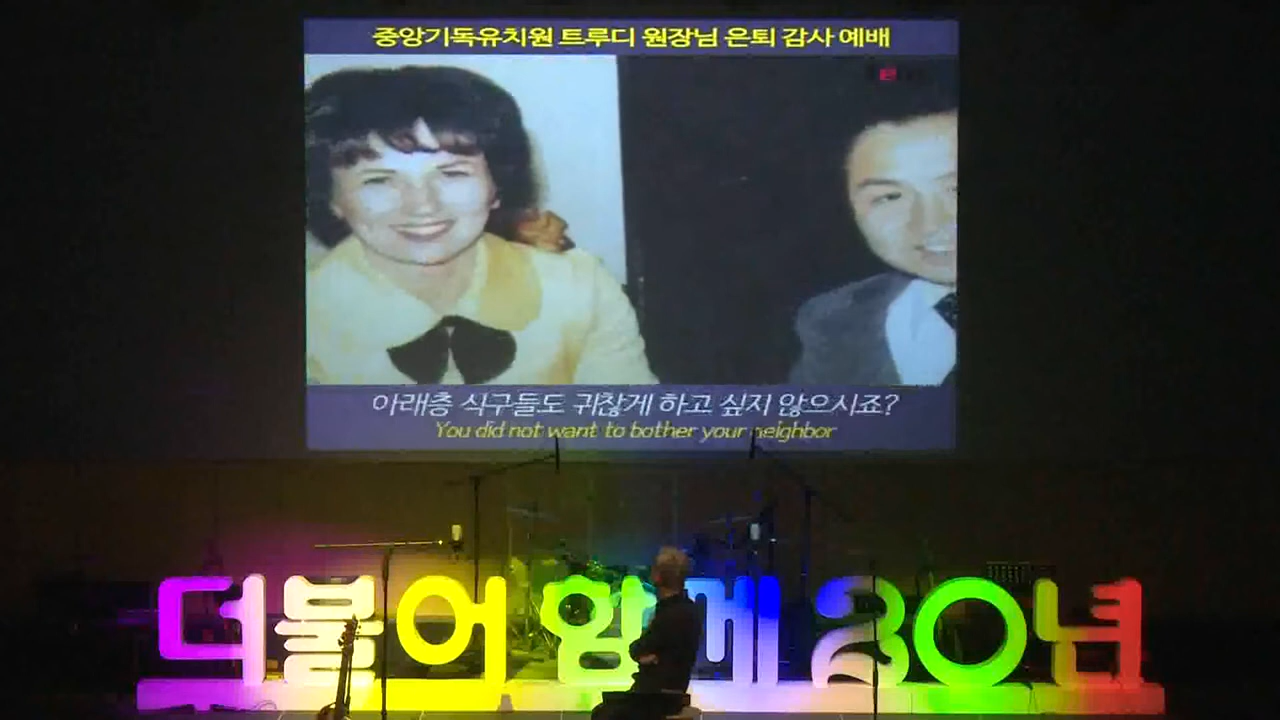 중앙기독유치원 트루디 원장님 은퇴 감사 예배
아래층 식구들도 귀찮게 하고 싶지 않으시죠?
You did not want to bother your neighbor
더불어 함께 20년